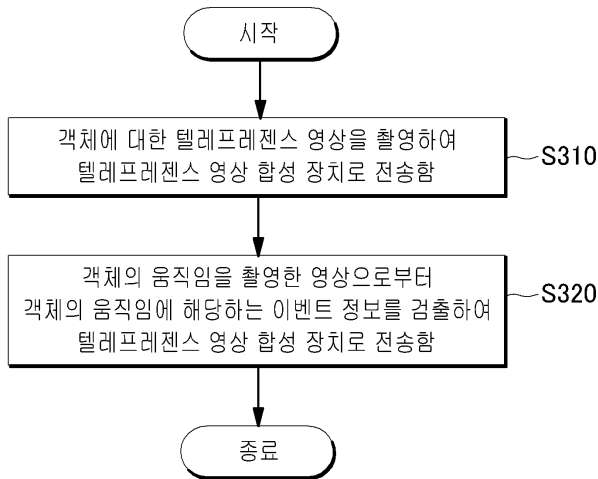 시작
객체에 대한 텔레프레젠스 영상을 촬영하여
텔레프레젠스 영상 합성 장치로 전송함
S310
객체의 움직임을 촬영한 영상으로부터
객체의 움직임에 해당하는 이벤트 정보를 검출하여
텔레프레젠스 영상 합성 장치로 전송함
S320
종료